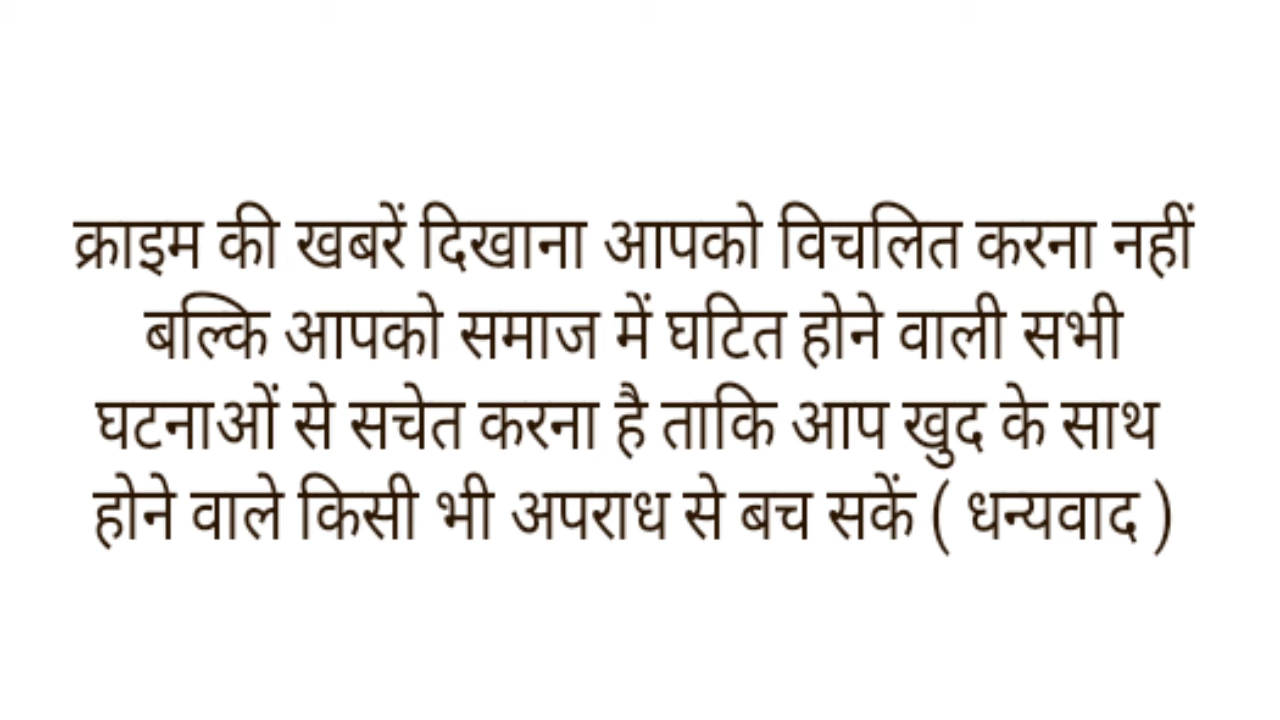 क्राइम की खबरें दिखाना आपको विचलित करना नहीं
बल्कि आपको समाज में घटित होने वाली सभी
घटनाओं से सचेत करना है ताकि आप खुद के साथ
होने वाले किसी भी अपराध से बच सकें ( धन्यवाद )